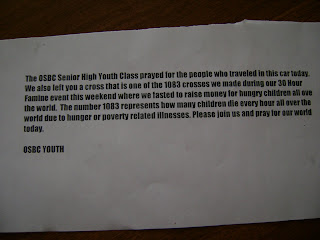 The OSBC Senior High Youth Class prayed for the people who traveled in this car today.
We also left you a cross that is one of the 1083 crosses we made during our 30 Hour
Famine event this weekend where we fasted to raise money for hungry children all ove
the world.  The number 1083 represents how many children die every hour all over the
world due to hunger or poverty related illnesses. Please join us and pray for our world
today.
OSBC YOUTH